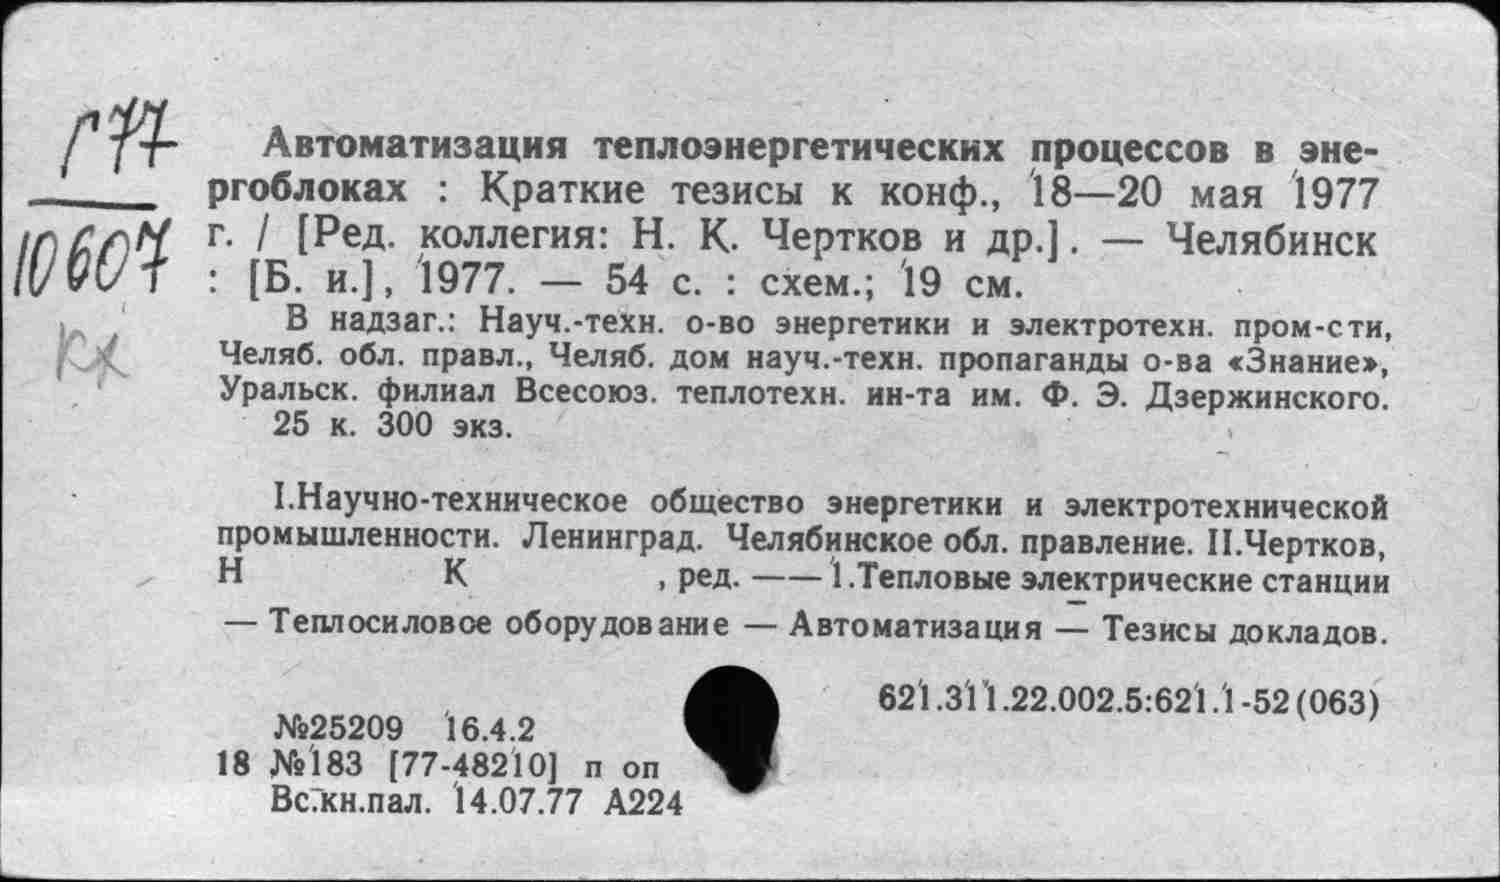 Г77
10607
кх
Автоматизация теплоэнергетических процессов в эне-
ргоблоках : Краткие тезисы к конф., 18—20 мая 1977
г. / [Ред. коллегия: Н. К. Чертков и др.]. — Челябинск
: [Б. и.], 1977. — 54 с. : схем.; 19 см.
В надзаг.: Науч.-техн. о-во энергетики и электротехн. пром-сти,
Челяб. обл. правл., Челяб. дом науч.-техн. пропаганды о-ва «Знание»,
Уральск. филиал Всесоюз. теплотехн. ин-та им. Ф. Э. Дзержинского.
25 к. 300 экз.
I.Научно-техническое общество энергетики и электротехнической
промышленности. Ленинград. Челябинское обл. правление. II.Чертков,
Н К , ред. —— 1.Тепловые электрические станции
— Теплосиловое оборудование — Автоматизация — Тезисы докладов.
621.311.22.002.5:621.1-52(063)
№25209 16.4.2
18 №183 [77-48210] п оп
Вс.кн.пал. 14.07.77 А224